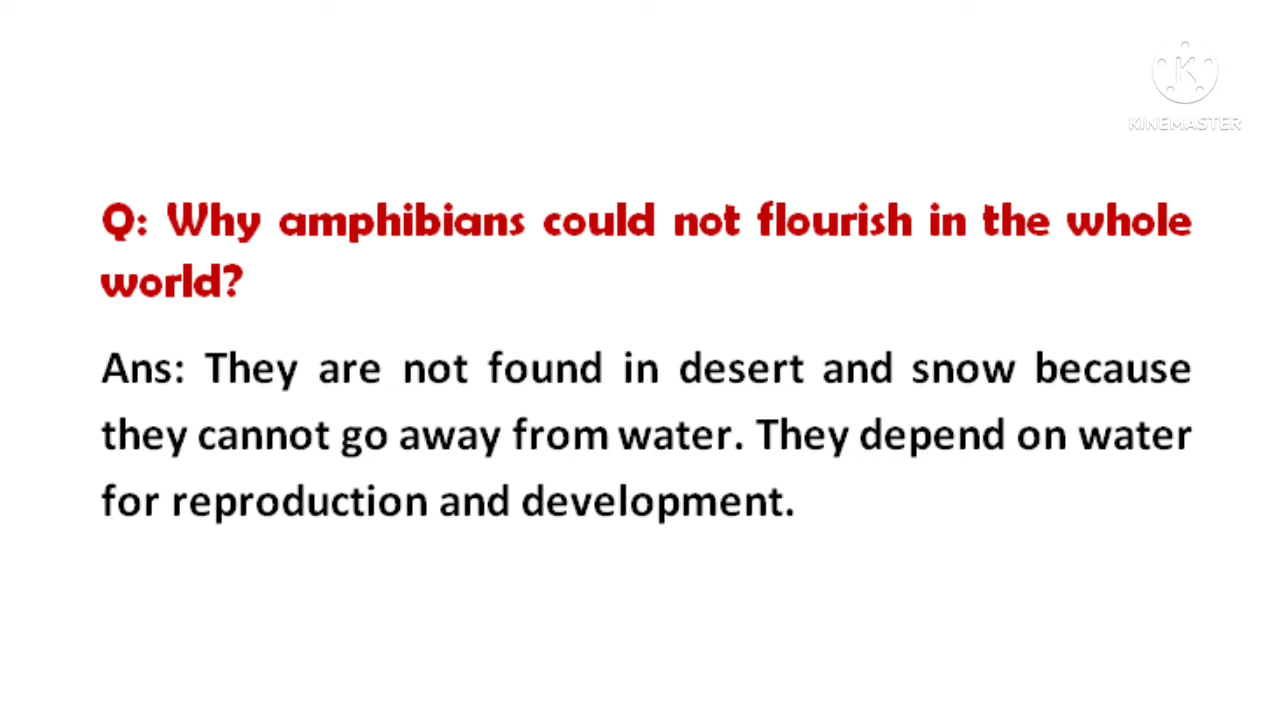 KINEMASTER
Q: Why amphibians could not flourish in the whole
world?
Ans: They are not found in desert and snow because
they cannot go away from water. They depend on water
for reproduction and development.